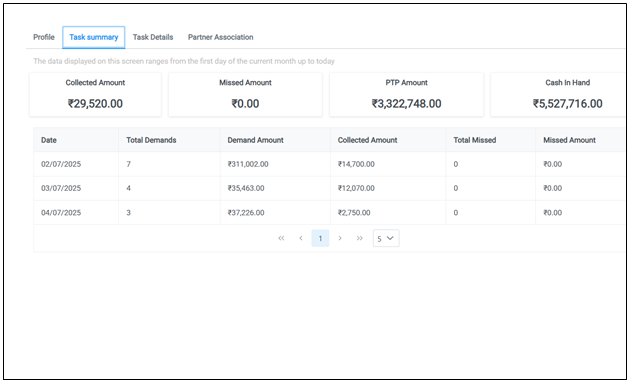 Profile Task summary Task Details Partner Association
The data displayed on this screen ranges from the first day of the current month up to today
Collected Amount Missed Amount PTP Amount Cash In Hand
₹29,520.00 ₹0.00 ₹3,322,748.00 ₹5,527,716.00
Date Total Demands Demand Amount Collected Amount Total Missed Missed Amount
02/07/2025 7 ₹311,002.00 ₹14,700.00 0 ₹0.00
03/07/2025 4 ₹35,463.00 ₹12,070.00 0 ₹0.00
04/07/2025 3 ₹37,226.00 ₹2,750.00 0 ₹0.00
« ‹ 1 › » 5